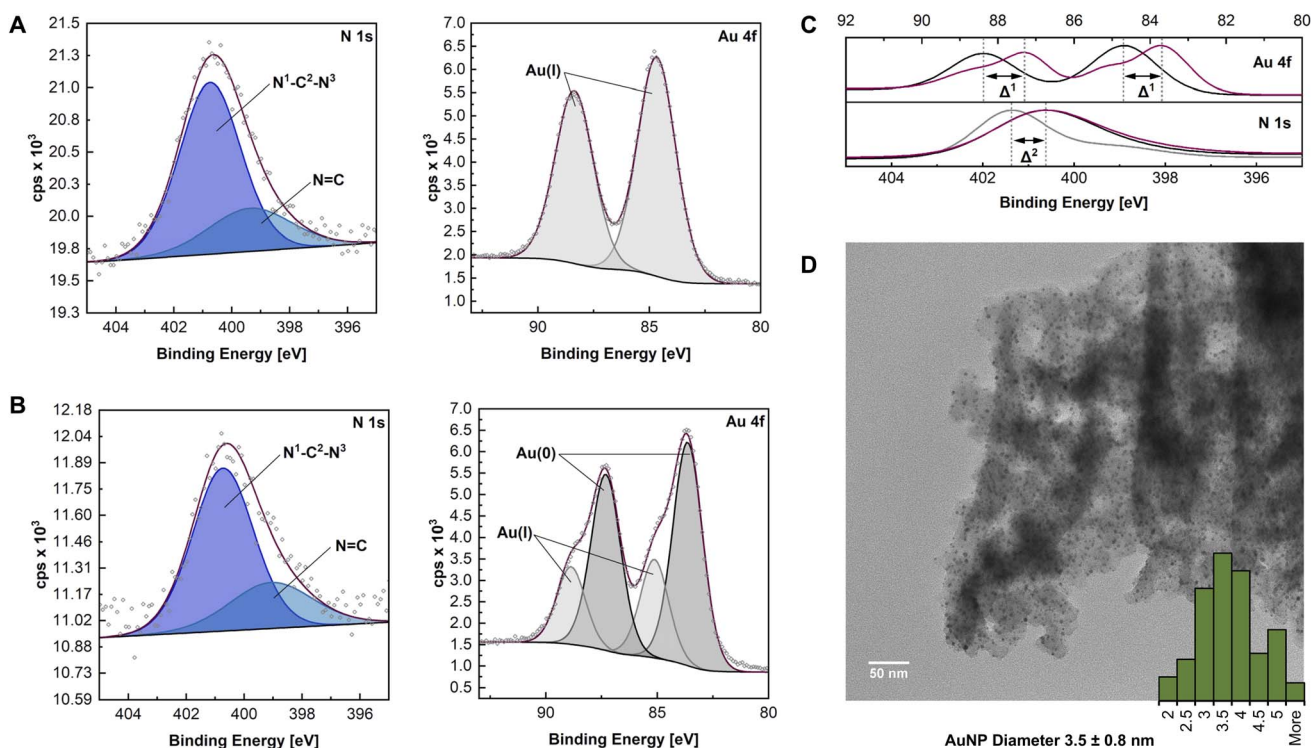 A
N 1s
N¹-C²-N³
N=C
cps x 10³
21.5
21.3
21.0
20.8
20.5
20.3
20.0
19.8
19.5
19.3
404 402 400 398 396
Binding Energy [eV]
Au 4f
Au(I)
cps x 10³
7.0
6.5
6.0
5.5
5.0
4.5
4.0
3.5
3.0
2.5
2.0
1.5
1.0
90 85 80
Binding Energy [eV]
B
N 1s
N¹-C²-N³
N=C
cps x 10³
12.18
12.04
11.89
11.75
11.60
11.46
11.31
11.17
11.02
10.88
10.73
10.59
404 402 400 398 396
Binding Energy [eV]
Au 4f
Au(0)
Au(I)
cps x 10³
7.0
6.5
6.0
5.5
5.0
4.5
4.0
3.5
3.0
2.5
2.0
1.5
1.0
0.5
90 85 80
Binding Energy [eV]
C
92 90 88 86 84 82 80
Au 4f
Δ¹ Δ¹
N 1s
Δ²
404 402 400 398 396
Binding Energy [eV]
D
50 nm
2 2.5 3 3.5 4 4.5 5 More
AuNP Diameter 3.5 ± 0.8 nm